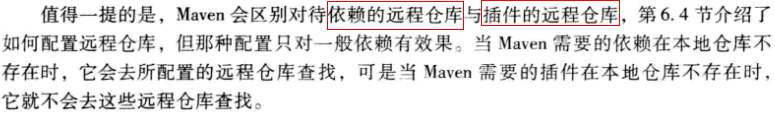 值得一提的是，Maven 会区别对待依赖的远程仓库与插件的远程仓库，第6.4 节介绍了
如何配置远程仓库，但那种配置只对一般依赖有效果。当 Maven 需要的依赖在本地仓库不
存在时，它会去所配置的远程仓库查找，可是当 Maven 需要的插件在本地仓库不存在时，
它就不会去这些远程仓库查找。